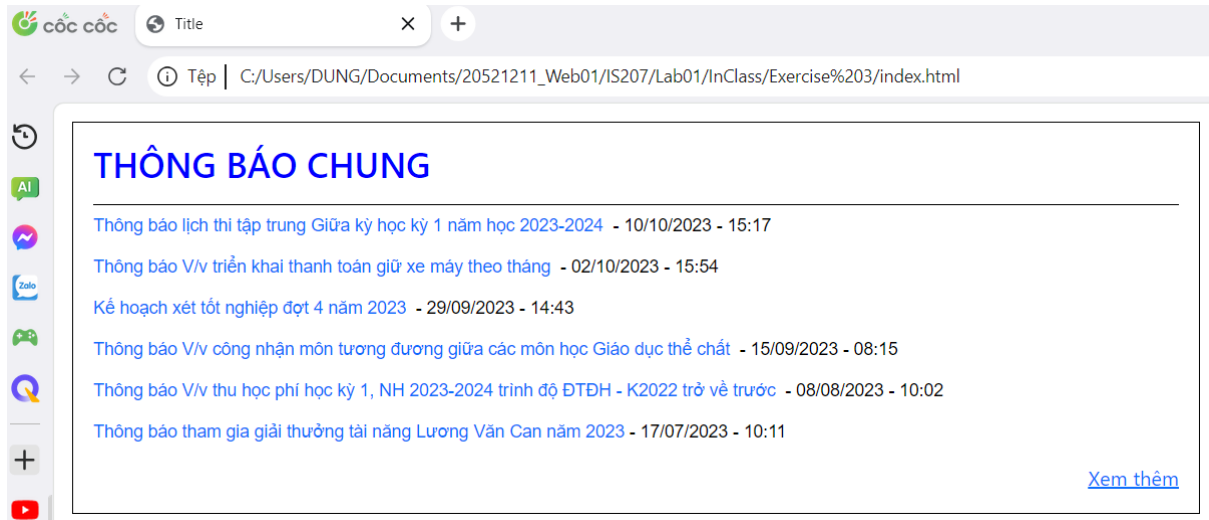 cốc cốc
Title
Tệp
C:/Users/DUNG/Documents/20521211_Web01/IS207/Lab01/InClass/Exercise%203/index.html
AI
Zalo
THÔNG BÁO CHUNG
Thông báo lịch thi tập trung Giữa kỳ học kỳ 1 năm học 2023-2024 - 10/10/2023 - 15:17
Thông báo V/v triển khai thanh toán giữ xe máy theo tháng - 02/10/2023 - 15:54
Kế hoạch xét tốt nghiệp đợt 4 năm 2023 - 29/09/2023 - 14:43
Thông báo V/v công nhận môn tương đương giữa các môn học Giáo dục thể chất - 15/09/2023 - 08:15
Thông báo V/v thu học phí học kỳ 1, NH 2023-2024 trình độ ĐTĐH - K2022 trở về trước - 08/08/2023 - 10:02
Thông báo tham gia giải thưởng tài năng Lương Văn Can năm 2023 - 17/07/2023 - 10:11
Xem thêm